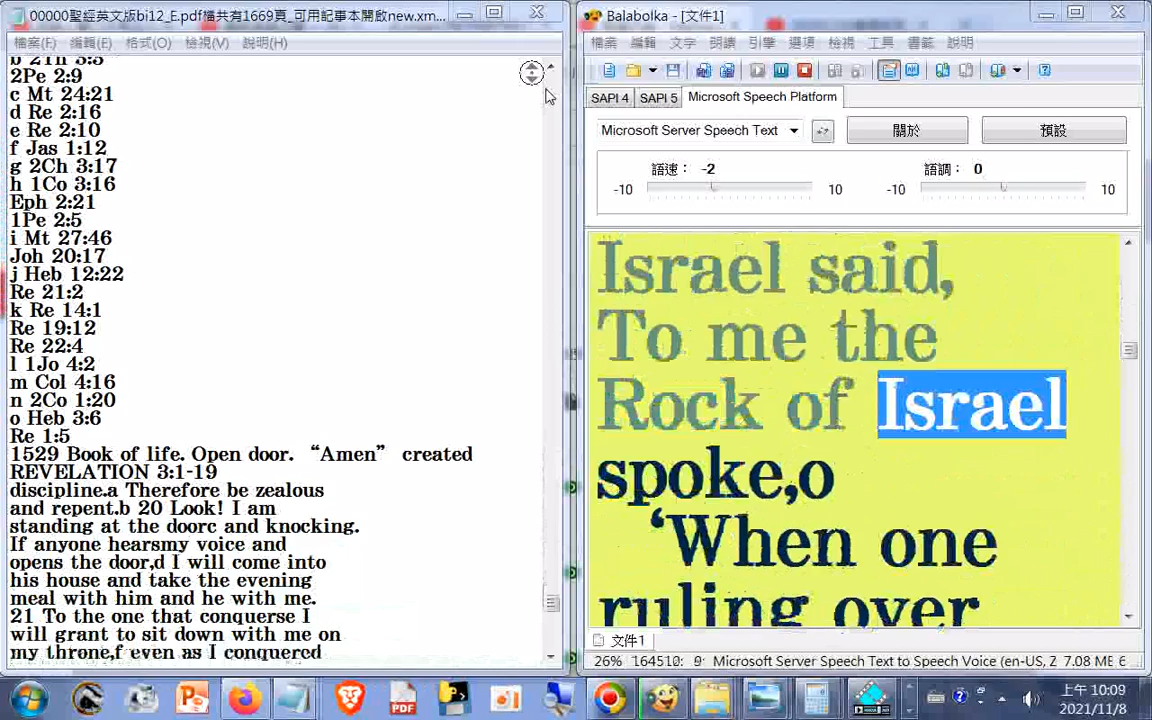 00000聖經英文版bi12_E.pdf檔共有1669頁_可用記事本開啟new.xm...
檔案(F) 編輯(E) 格式(O) 檢視(V) 說明(H)
b 2Th 3:5
2Pe 2:9
c Mt 24:21
d Re 2:16
e Re 2:10
f Jas 1:12
g 2Ch 3:17
h 1Co 3:16
Eph 2:21
1Pe 2:5
i Mt 27:46
Joh 20:17
j Heb 12:22
Re 21:2
k Re 14:1
Re 19:12
Re 22:4
l 1Jo 4:2
m Col 4:16
n 2Co 1:20
o Heb 3:6
Re 1:5
1529 Book of life. Open door. “Amen” created
REVELATION 3:1-19
discipline.a Therefore be zealous
and repent.b 20 Look! I am
standing at the doorc and knocking.
If anyone hearsmy voice and
opens the door,d I will come into
his house and take the evening
meal with him and he with me.
21 To the one that conquerse I
will grant to sit down with me on
my throne,f even as I conquered
Balabolka - [文件1]
檔案 編輯 文字 朗讀 引擎 選項 檢視 工具 書籤 說明
SAPI 4 SAPI 5 Microsoft Speech Platform
Microsoft Server Speech Text 關於 預設
語速： -2 語調： 0
-10 10 -10 10
Israel said,
To me the
Rock of Israel
spoke,o
‘When one
ruling over
文件1
26% 164510: 9 Microsoft Server Speech Text to Speech Voice (en-US, Z 7.08 MB
上午 10:09
2021/11/8